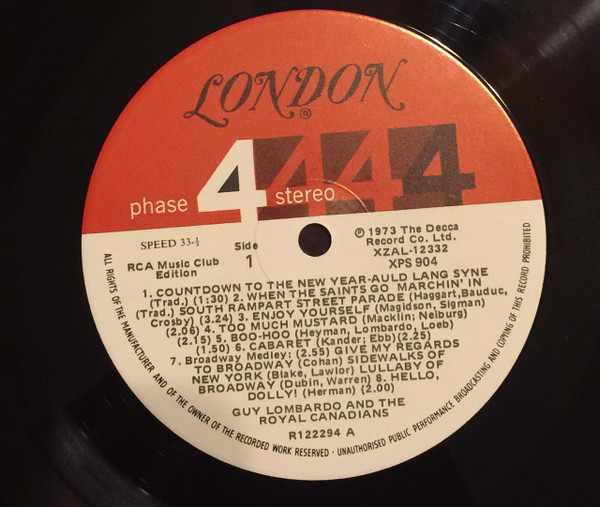 LONDON
®
phase 4 stereo 444
SPEED 33-⅓
Side
1
RCA Music Club
Edition
℗ 1973 The Decca
Record Co. Ltd.
XZAL-12332
XPS 904
1. COUNTDOWN TO THE NEW YEAR-AULD LANG SYNE
(Trad.) (1:30) 2. WHEN THE SAINTS GO MARCHIN' IN
(Trad.) SOUTH RAMPART STREET PARADE (Haggart,Bauduc,
Crosby) (3.24) 3. ENJOY YOURSELF (Magidson, Sigman)
(2.06) 4. TOO MUCH MUSTARD (Macklin; Nelburg)
(2.15) 5. BOO-HOO (Heyman, Lombardo, Loeb)
(1.50) 6. CABARET (Kander; Ebb)(2.25)
7. Broadway Medley: (2.55) GIVE MY REGARDS
TO BROADWAY (Cohan) SIDEWALKS OF
NEW YORK (Blake, Lawlor) LULLABY OF
BROADWAY (Dubin, Warren) 8. HELLO,
DOLLY! (Herman) (2.00)
GUY LOMBARDO AND THE
ROYAL CANADIANS
R122294 A
ALL RIGHTS OF THE MANUFACTURER AND OF THE OWNER OF THE RECORDED WORK RESERVED · UNAUTHORISED PUBLIC PERFORMANCE BROADCASTING AND COPYING OF THIS RECORD PROHIBITED